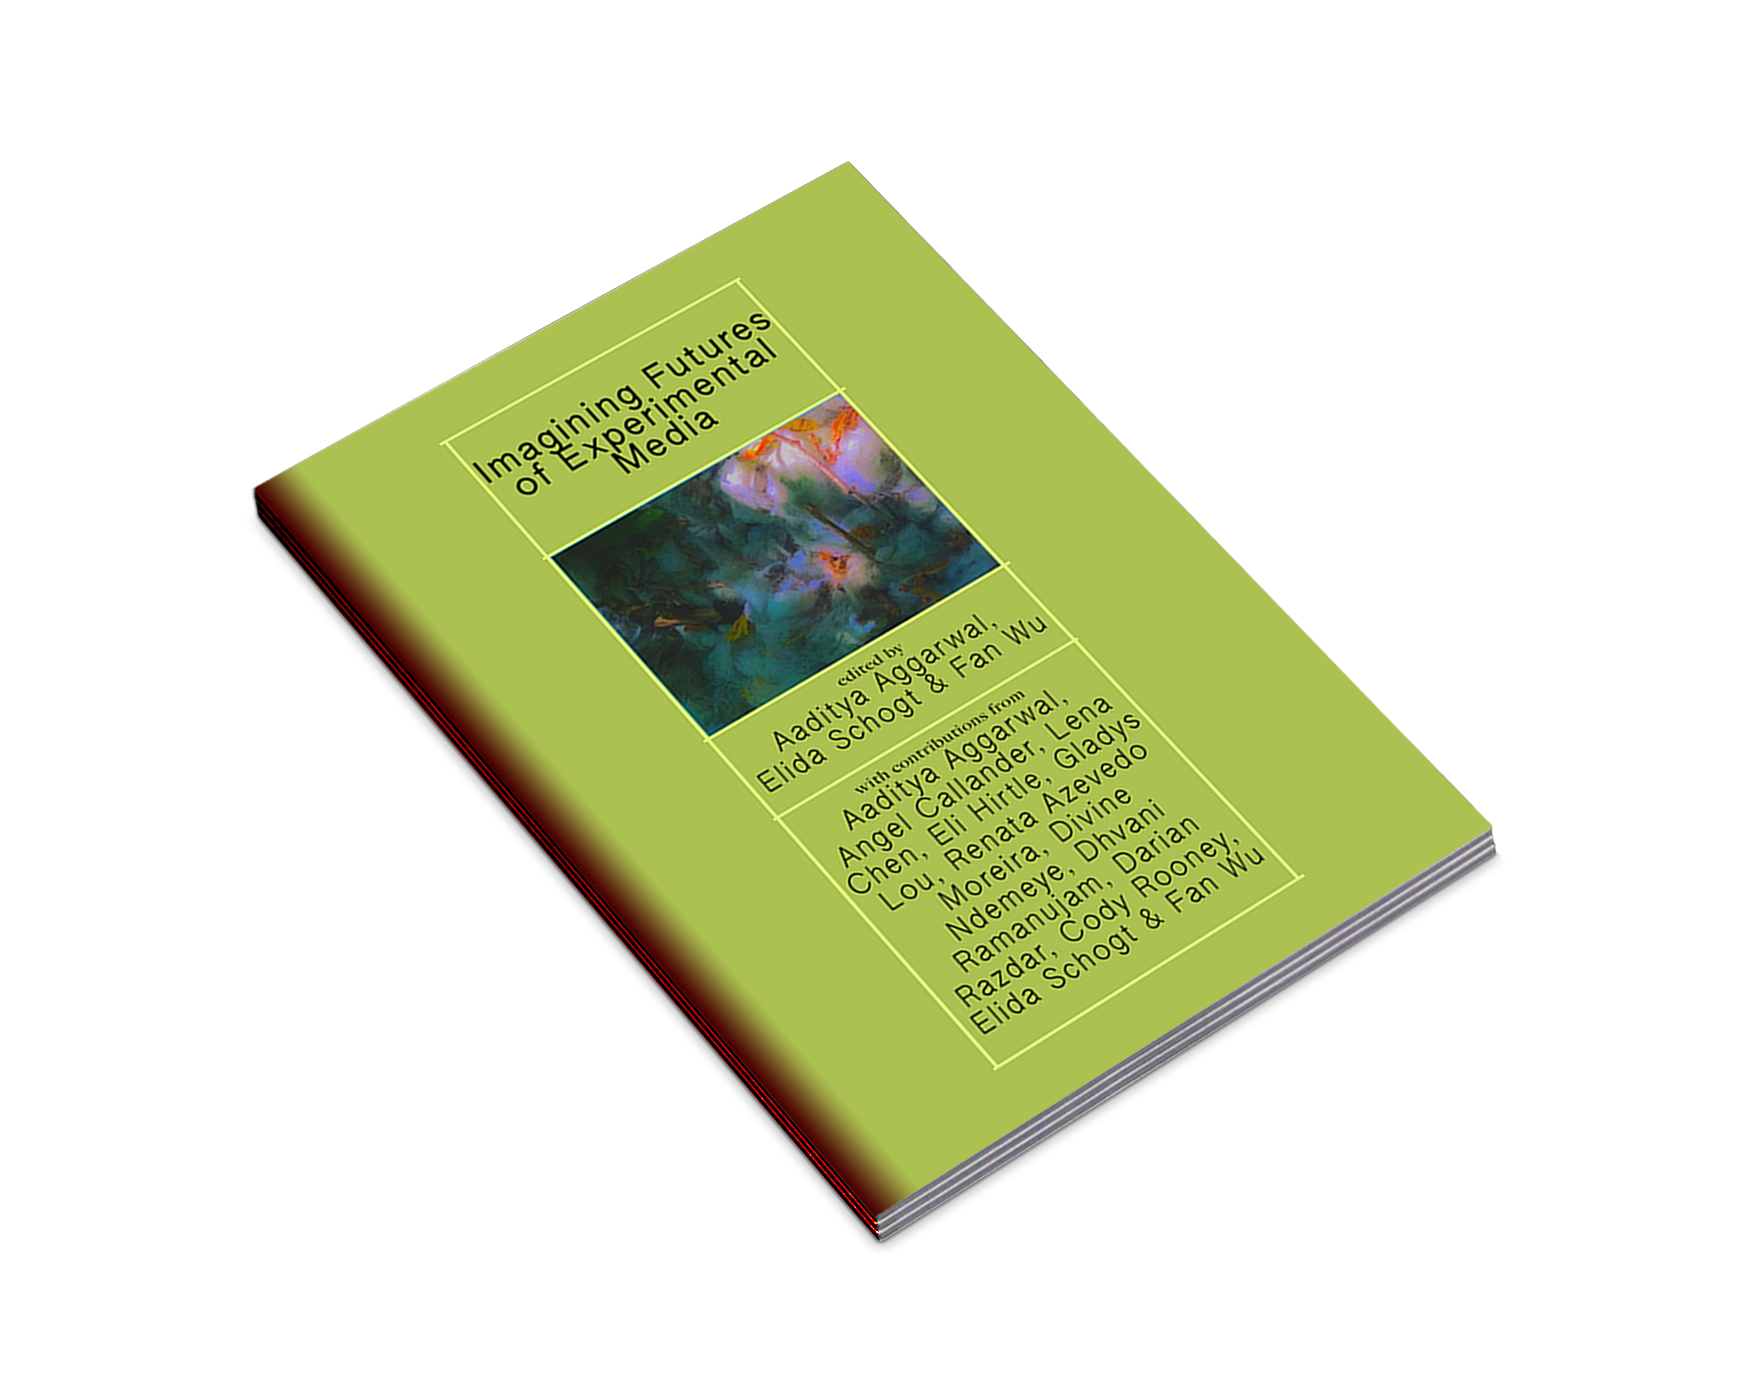 Imagining Futures
of Experimental
Media
edited by
Aaditya Aggarwal,
Elida Schogt & Fan Wu
with contributions from
Aaditya Aggarwal,
Angel Callander, Lena
Chen, Eli Hirtle, Gladys
Lou, Renata Azevedo
Moreira, Divine
Ndemeye, Dhvani
Ramanujam, Darian
Razdar, Cody Rooney,
Elida Schogt & Fan Wu